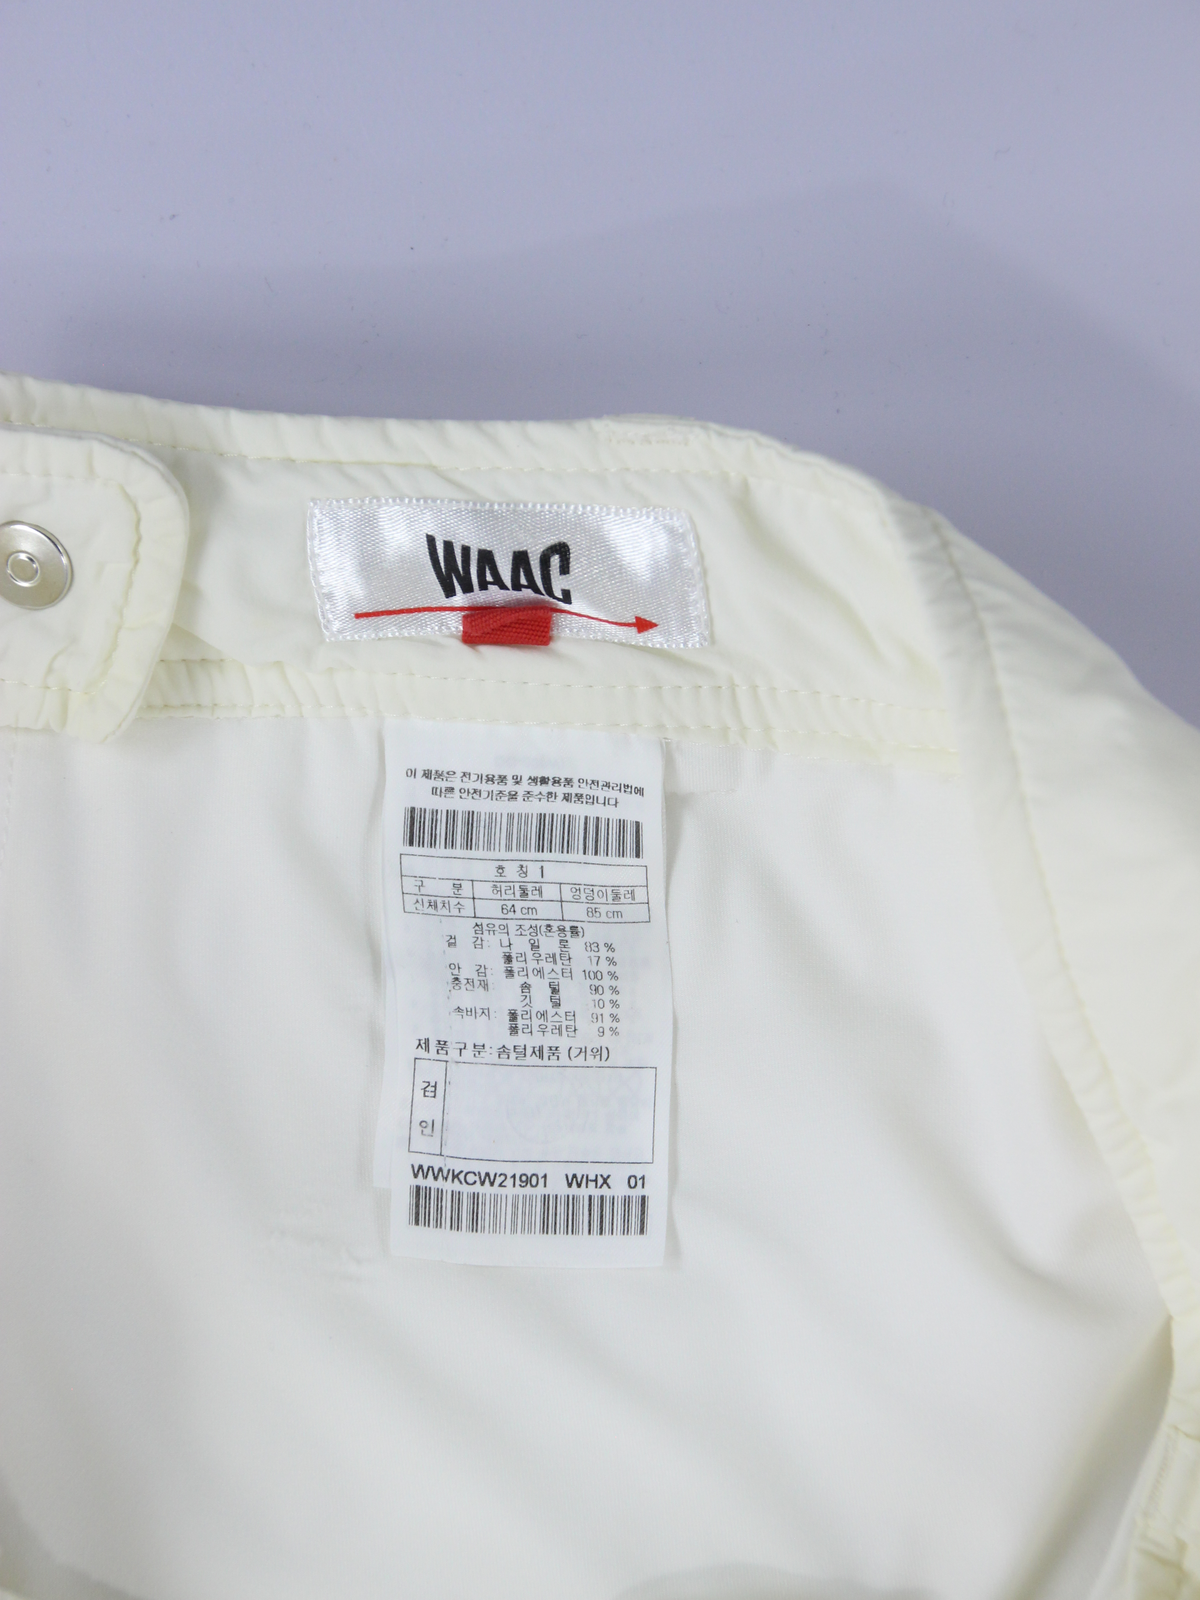 WAAC
이 제품은 전기용품 및 생활용품 안전관리법에
따른 안전기준을 준수한 제품입니다
호 칭 1
구 분 허리둘레 엉덩이둘레
신체치수 64 cm 85 cm
섬유의 조성(혼용률)
겉 감: 나 일 론 83 %
폴리우레탄 17 %
안 감: 폴리에스터 100 %
충전재: 솜 털 90 %
깃 털 10 %
속바지: 폴리에스터 91 %
폴리우레탄 9 %
제품구분:솜털제품 (거위)
검
인
WWKCW21901 WHX 01